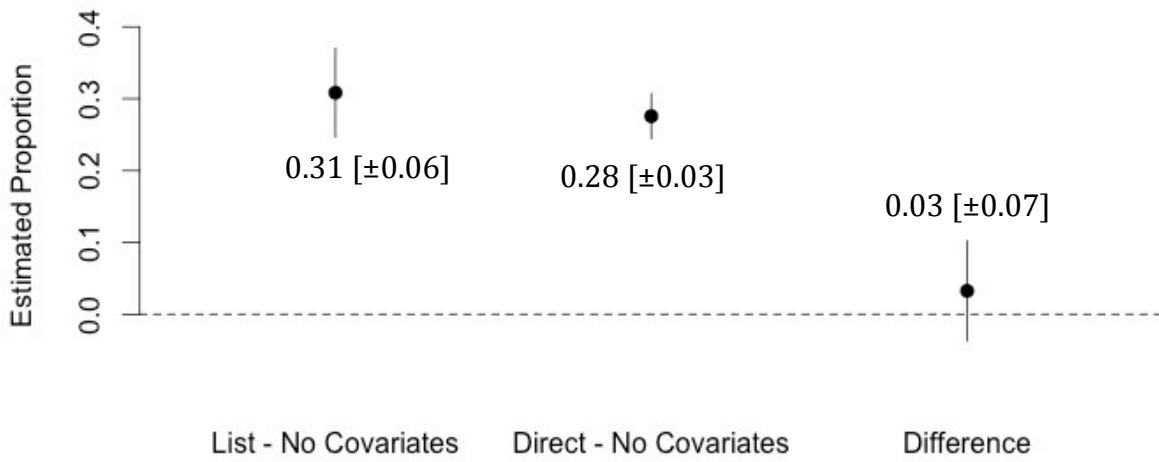 Estimated Proportion
0.4
0.3
0.2
0.1
0.0
0.31 [±0.06]
0.28 [±0.03]
0.03 [±0.07]
List - No Covariates
Direct - No Covariates
Difference